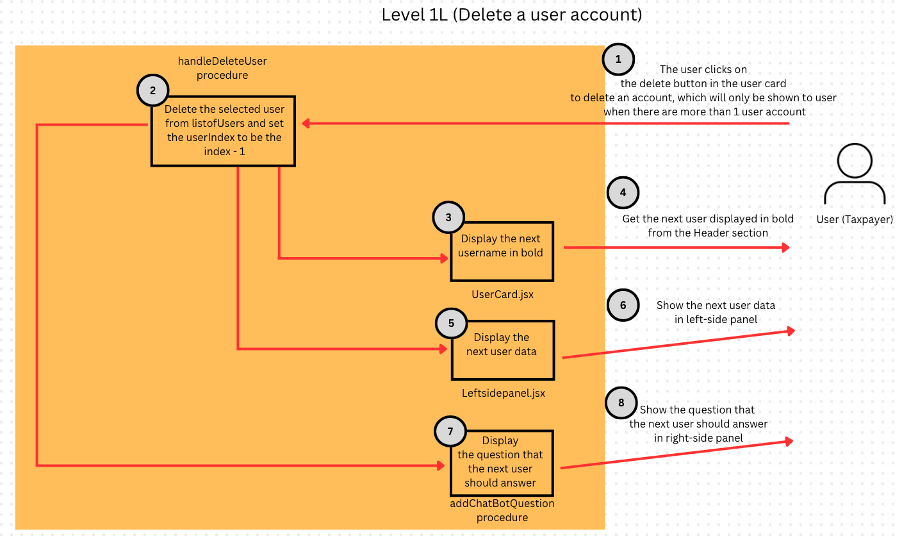 Level 1L (Delete a user account)
handleDeleteUser
procedure
1
The user clicks on
the delete button in the user card
to delete an account, which will only be shown to user
when there are more than 1 user account
2
Delete the selected user
from listofUsers and set
the userIndex to be the
index - 1
User (Taxpayer)
3
Display the next
username in bold
UserCard.jsx
4
Get the next user displayed in bold
from the Header section
5
Display the
next user data
Leftsidepanel.jsx
6
Show the next user data
in left-side panel
7
Display
the question that
the next user
should answer
addChatBotQuestion
procedure
8
Show the question that
the next user should answer
in right-side panel